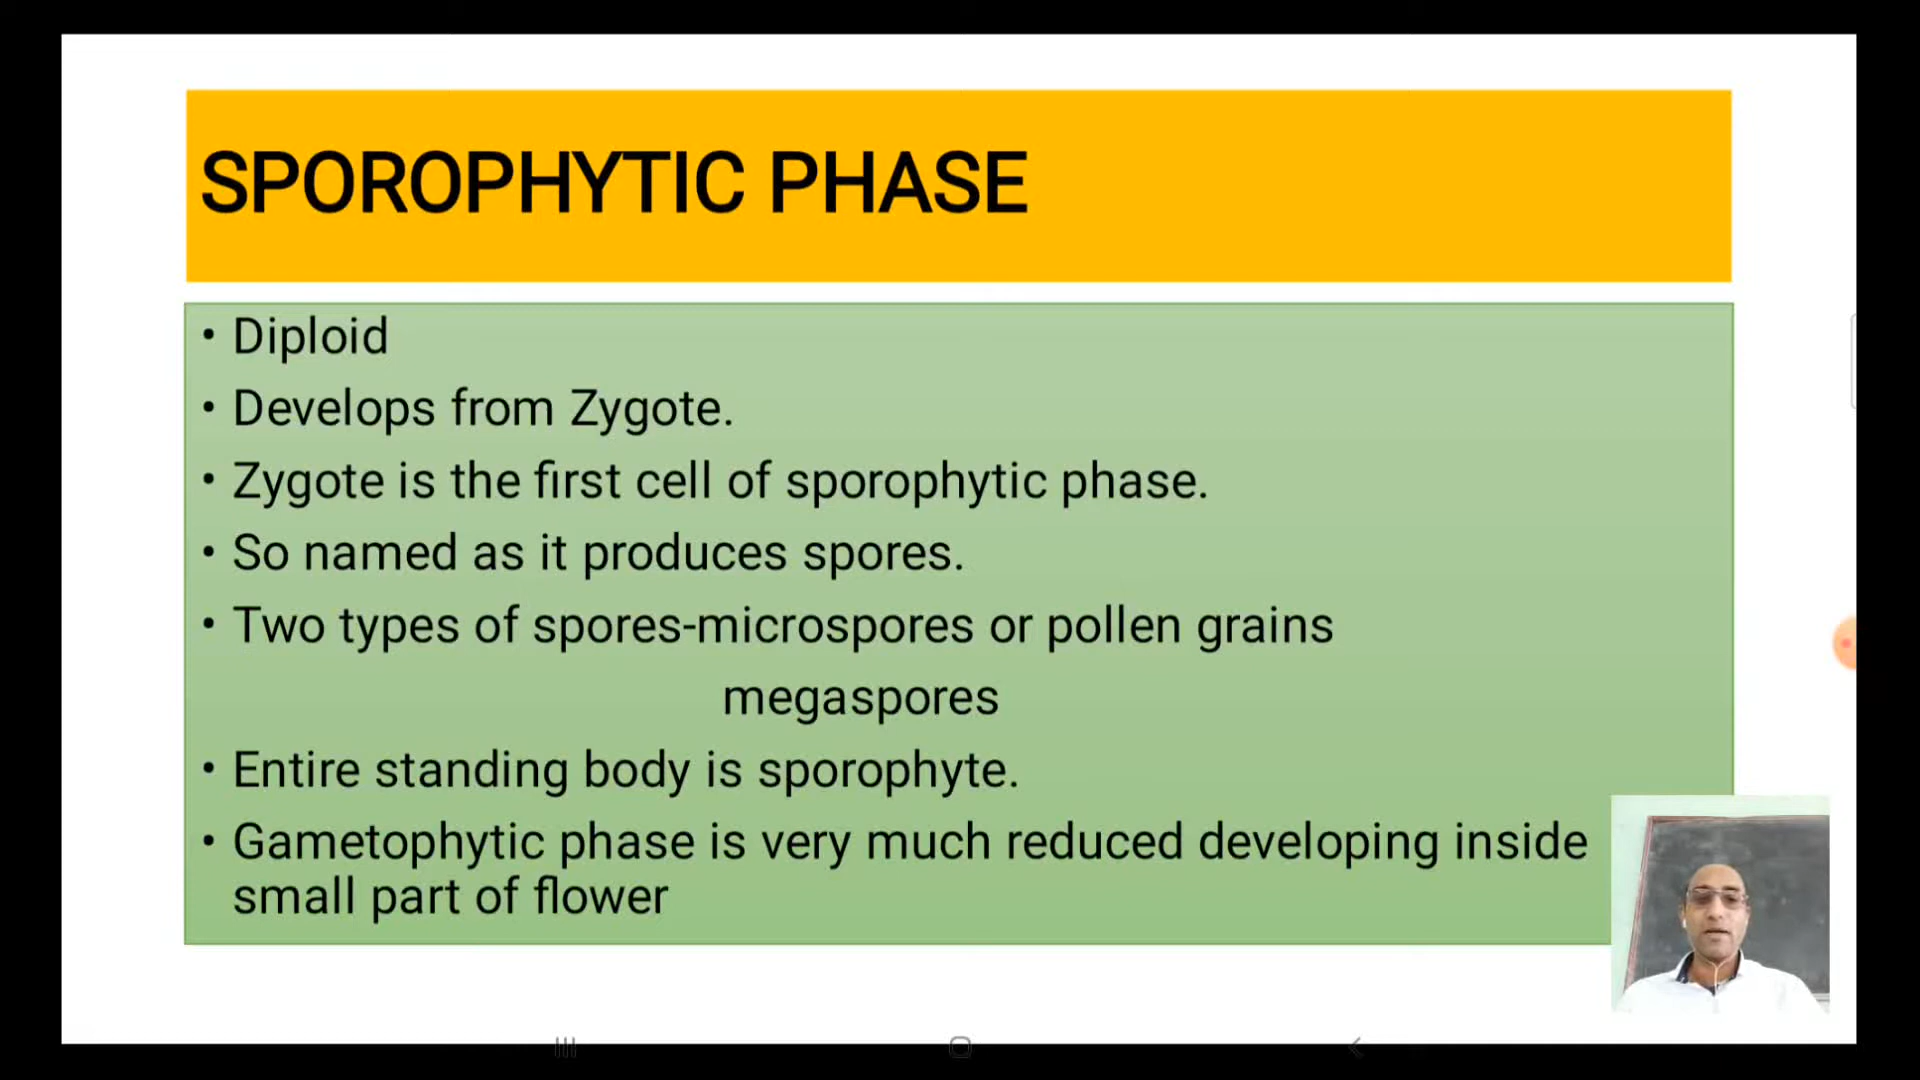 SPOROPHYTIC PHASE
• Diploid
• Develops from Zygote.
• Zygote is the first cell of sporophytic phase.
• So named as it produces spores.
• Two types of spores-microspores or pollen grains
megaspores
• Entire standing body is sporophyte.
• Gametophytic phase is very much reduced developing inside
small part of flower